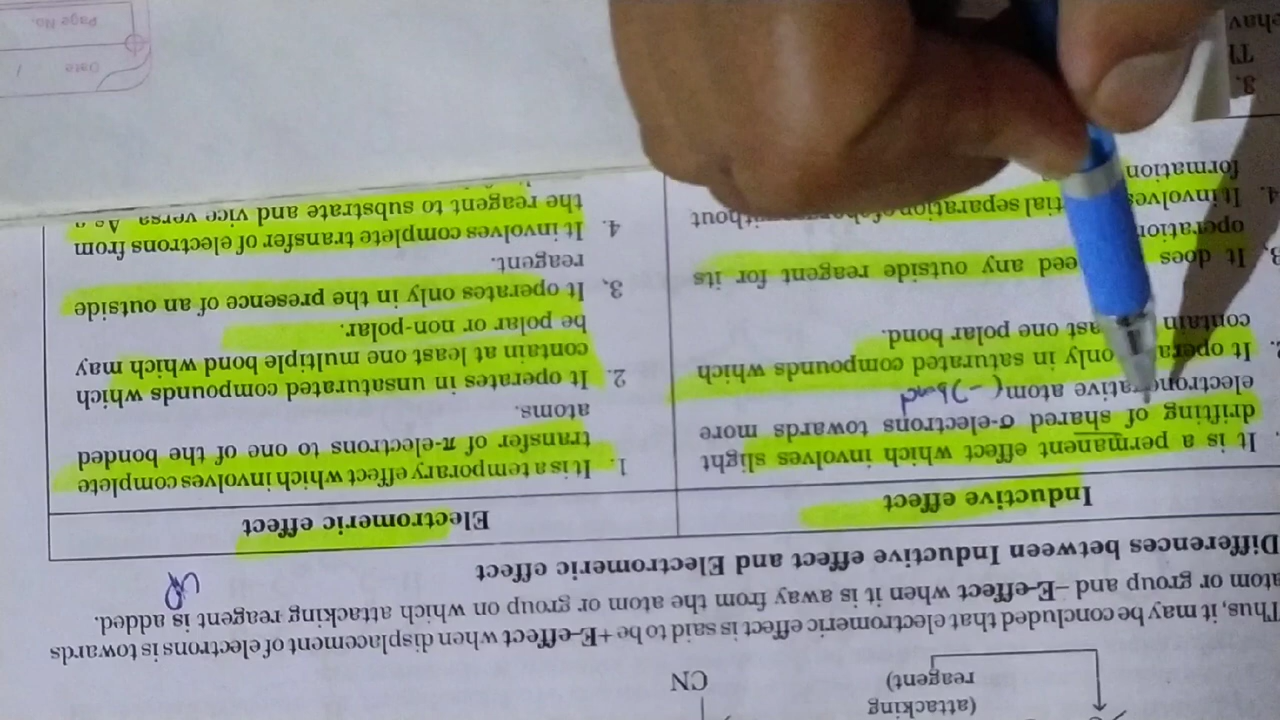 (attacking
reagent)
CN
Thus, it may be concluded that electromeric effect is said to be +E-effect when displacement of electrons is towards
atom or group and –E-effect when it is away from the atom or group on which attacking reagent is added.
Differences between Inductive effect and Electromeric effect
Inductive effect
It is a permanent effect which involves slight
drifting of shared σ-electrons towards more
electronegative atom (
It only in saturated compounds which
contain one polar bond.
3. It does any outside reagent for its
operation
4. It involves separation of without
formation
Electromeric effect
1. It is a temporary effect which involves complete
transfer of π-electrons to one of the bonded
atoms.
2. It operates in unsaturated compounds which
contain at least one multiple bond which may
be polar or non-polar.
3. It operates only in the presence of an outside
reagent.
4. It involves complete transfer of electrons from
the reagent to substrate and vice versa.
8.
Page No.
Date /